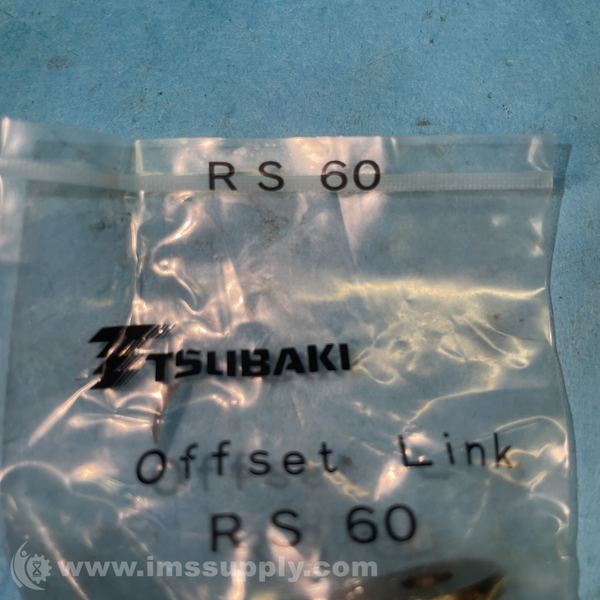 RS 60
TSUBAKI
Offset Link
RS 60
www.imssupply.com